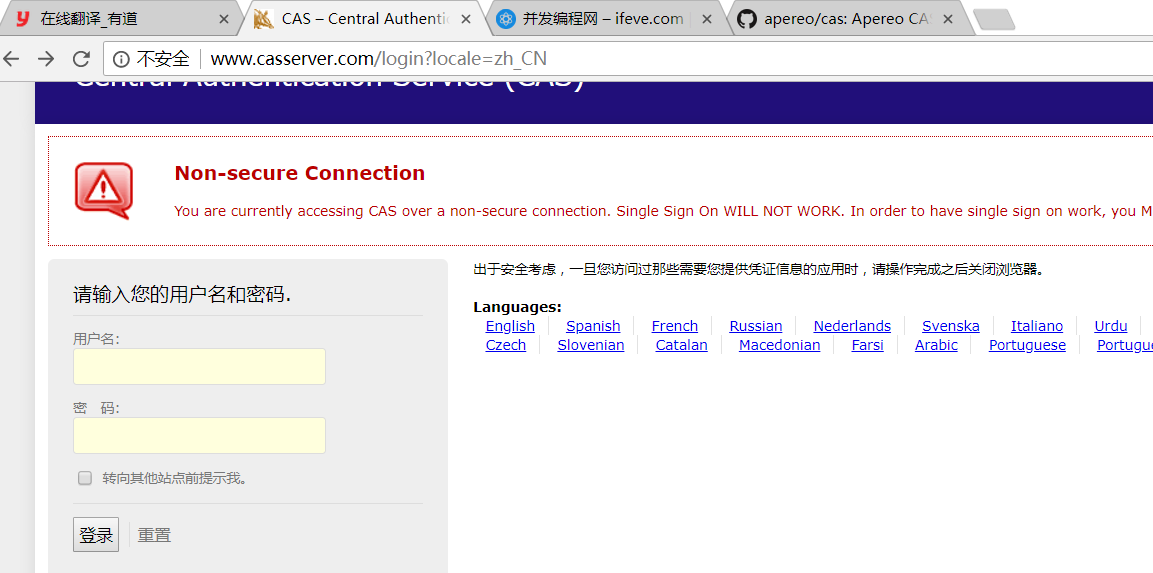 在线翻译_有道
CAS – Central Authenti
并发编程网 – ifeve.com
apereo/cas: Apereo CAS
不安全 www.casserver.com/login?locale=zh_CN
Central Authentication Service (CAS)
Non-secure Connection
You are currently accessing CAS over a non-secure connection. Single Sign On WILL NOT WORK. In order to have single sign on work, you M
请输入您的用户名和密码.
用户名:
密 码:
转向其他站点前提示我。
登录 重置
出于安全考虑，一旦您访问过那些需要您提供凭证信息的应用时，请操作完成之后关闭浏览器。
Languages:
English Spanish French Russian Nederlands Svenska Italiano Urdu
Czech Slovenian Catalan Macedonian Farsi Arabic Portuguese Portugue